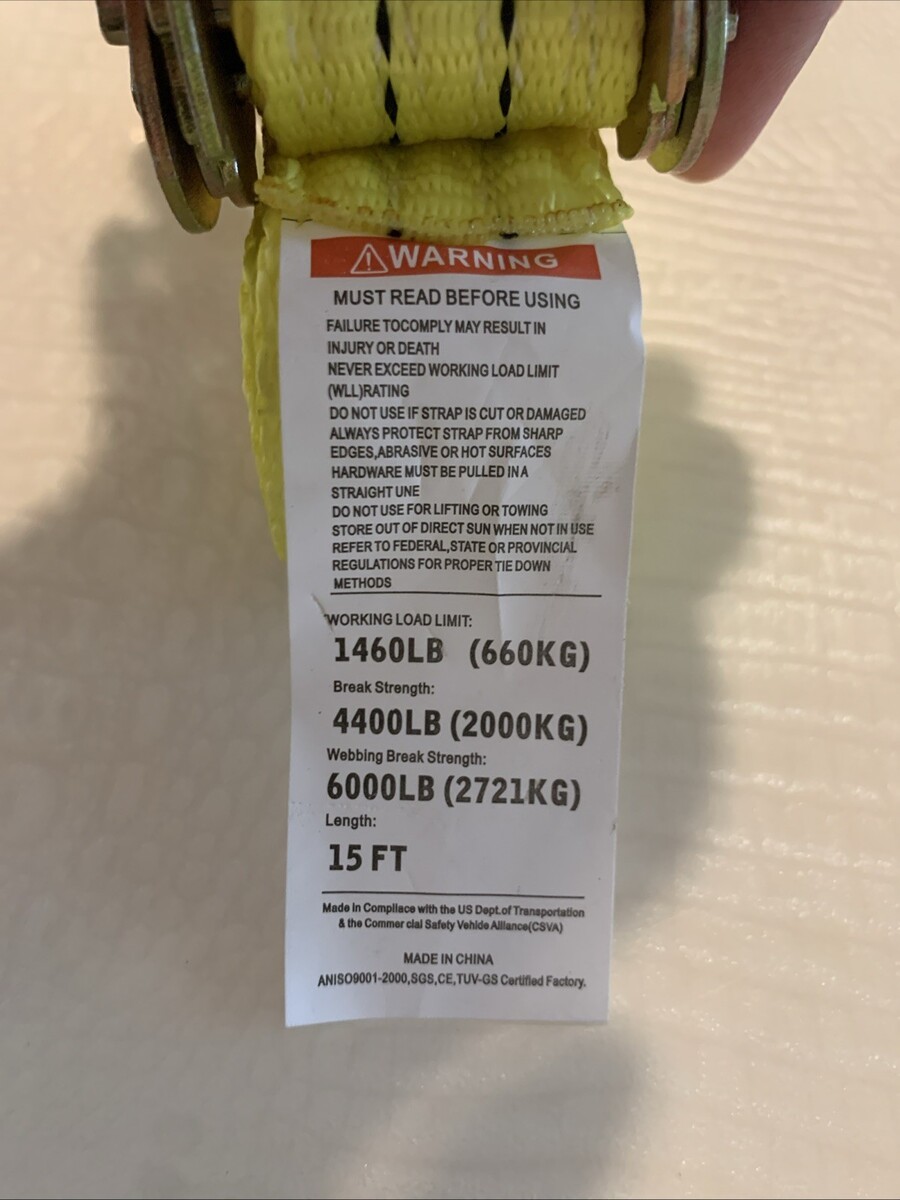 ⚠WARNING
MUST READ BEFORE USING
FAILURE TOCOMPLY MAY RESULT IN
INJURY OR DEATH
NEVER EXCEED WORKING LOAD LIMIT
(WLL)RATING
DO NOT USE IF STRAP IS CUT OR DAMAGED
ALWAYS PROTECT STRAP FROM SHARP
EDGES,ABRASIVE OR HOT SURFACES
HARDWARE MUST BE PULLED IN A
STRAIGHT UNE
DO NOT USE FOR LIFTING OR TOWING
STORE OUT OF DIRECT SUN WHEN NOT IN USE
REFER TO FEDERAL,STATE OR PROVINCIAL
REGULATIONS FOR PROPER TIE DOWN
METHODS
WORKING LOAD LIMIT:
1460LB (660KG)
Break Strength:
4400LB (2000KG)
Webbing Break Strength:
6000LB (2721KG)
Length:
15 FT
Made in Compliace with the US Dept.of Transportation
& the Commer cial Safety Vehide Alliance(CSVA)
MADE IN CHINA
ANISO9001-2000,SGS,CE,TUV-GS Certified Factory.